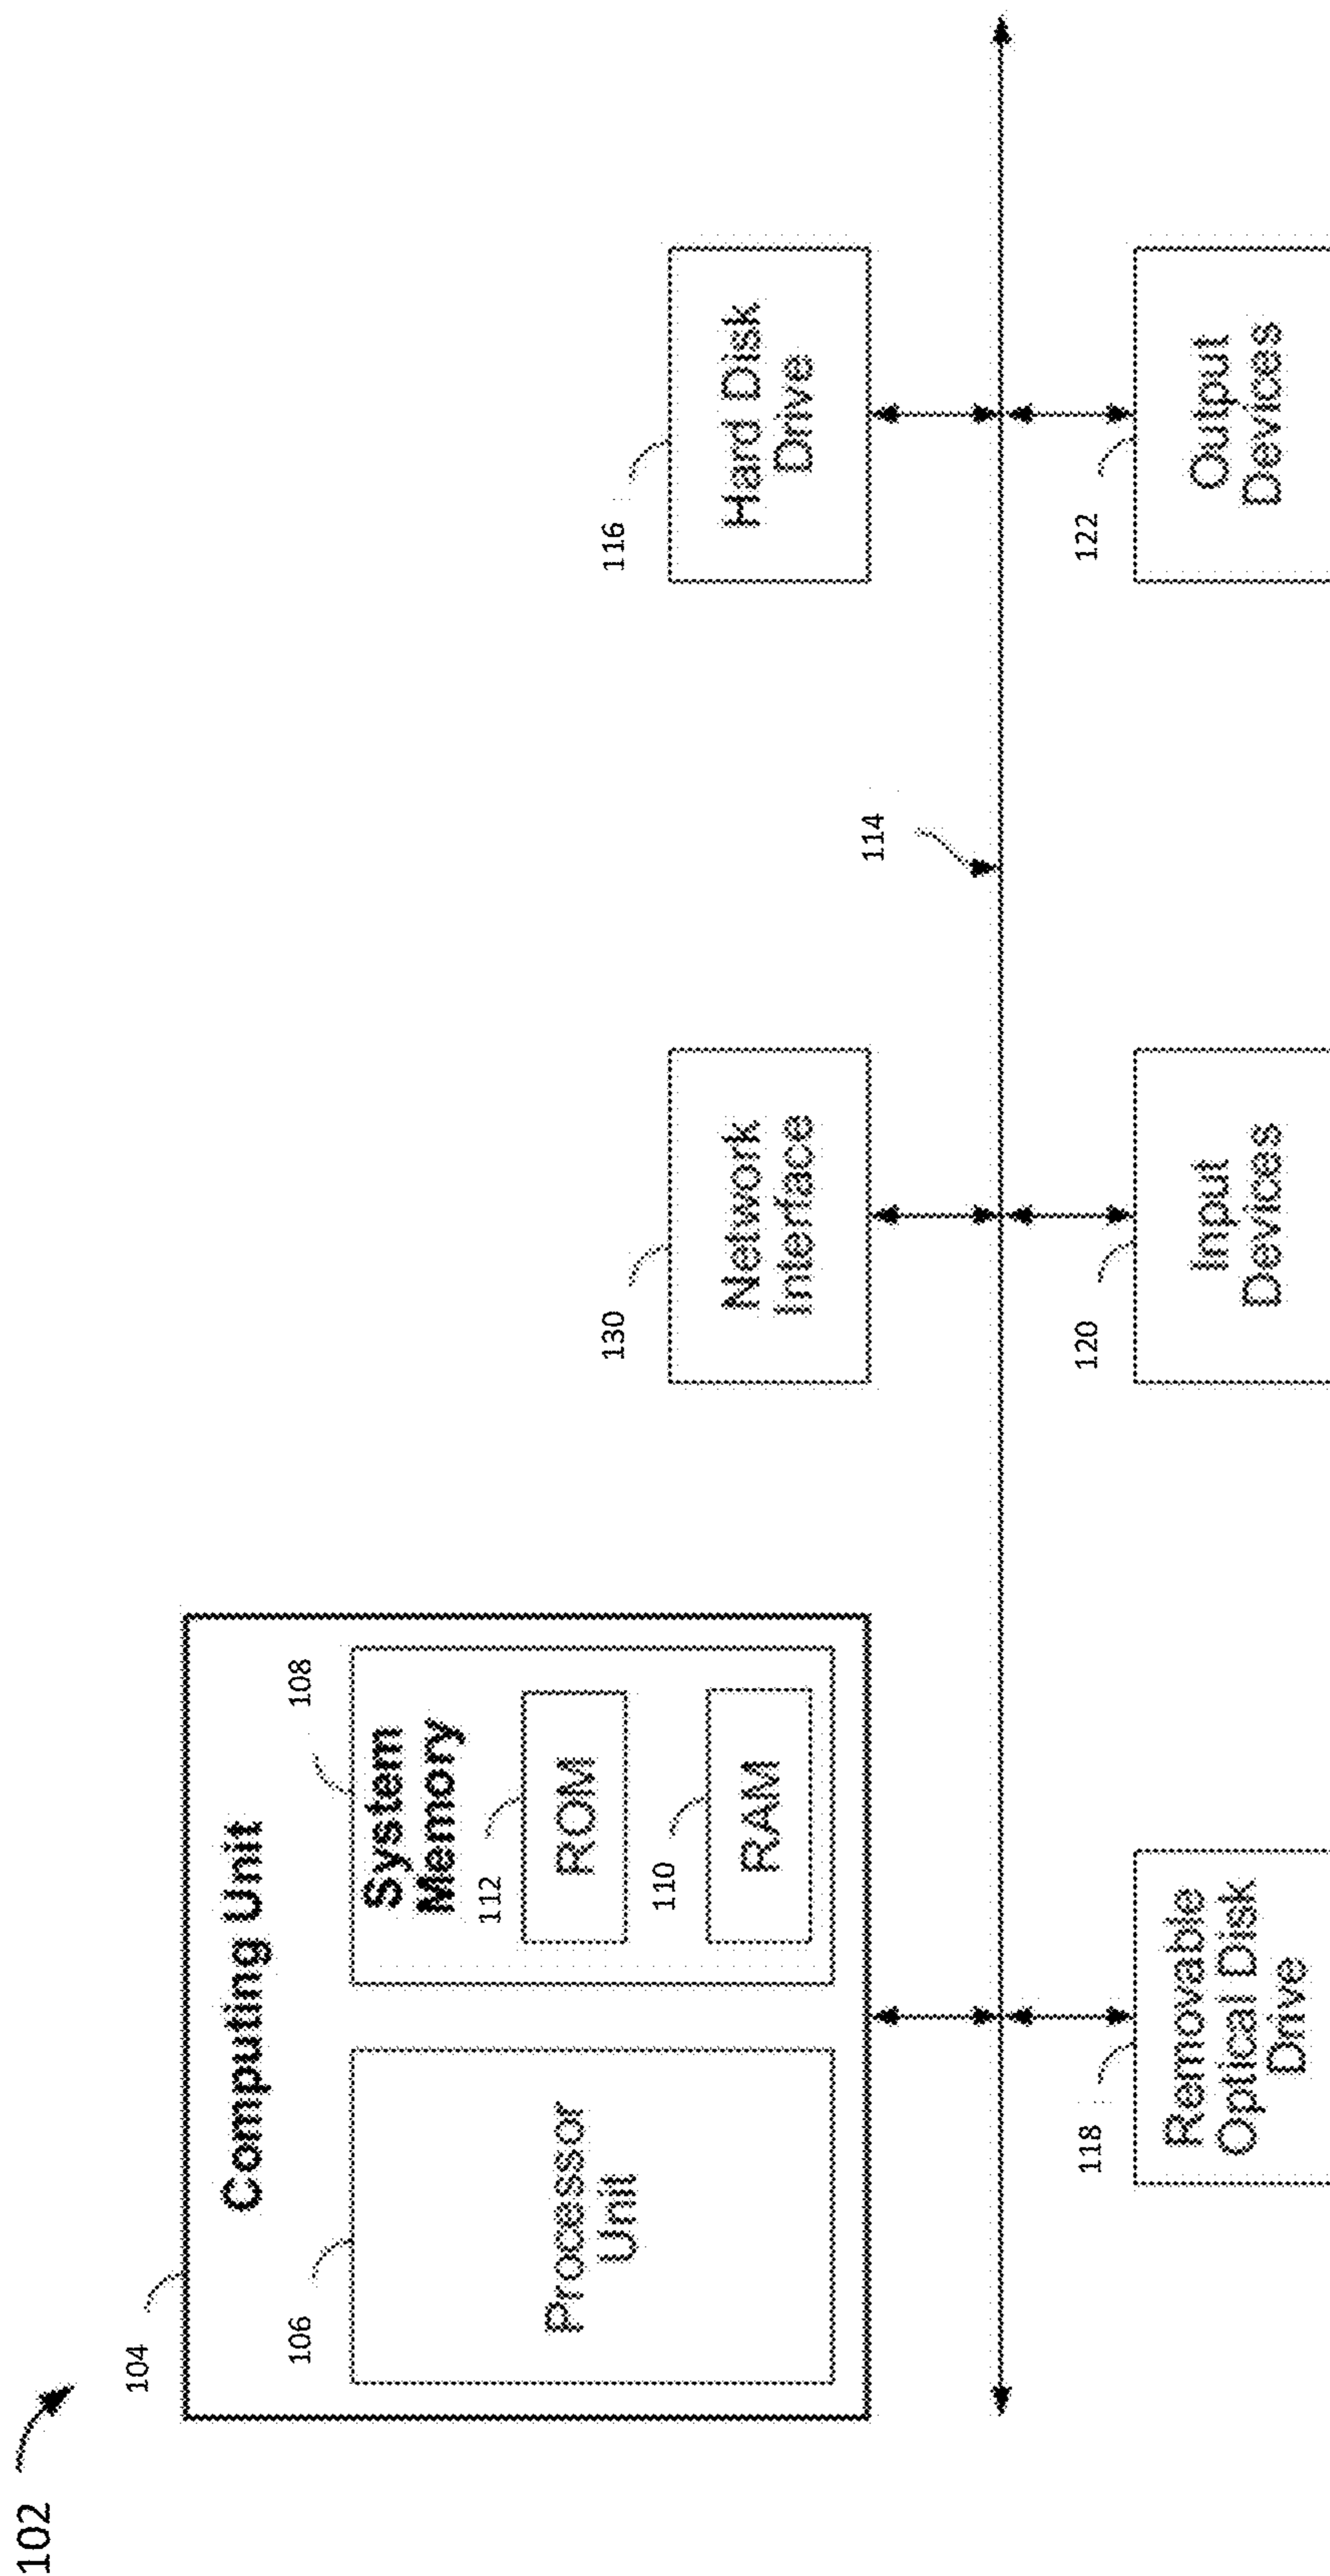 102
104
Computing Unit
106
Processor
Unit
108
System
Memory
112
ROM
110
RAM
130
Network
Interface
116
Hard Disk
Drive
114
118
Removable
Optical Disk
Drive
120
Input
Devices
122
Output
Devices